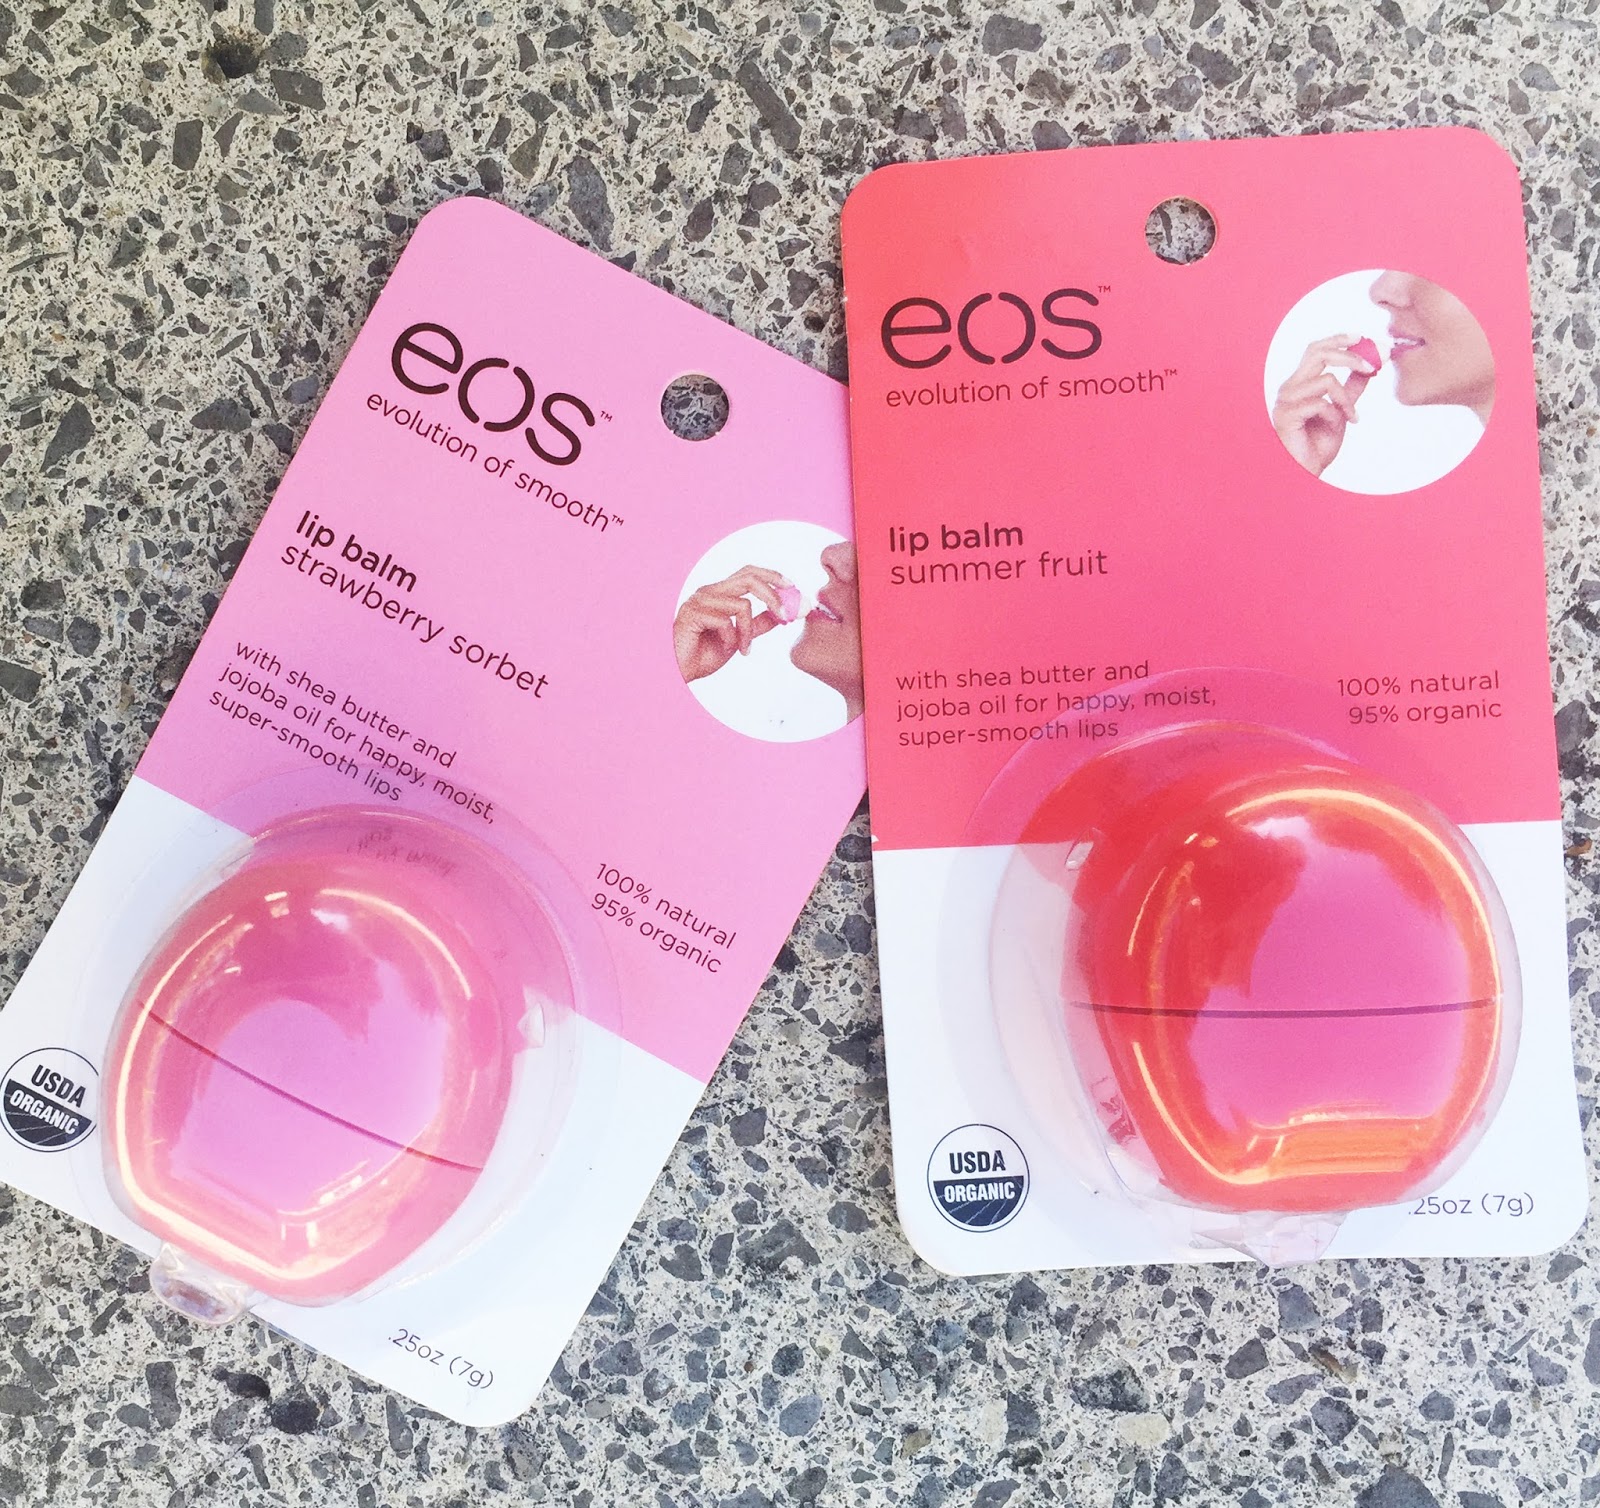 eos™
evolution of smooth™
lip balm
strawberry sorbet
with shea butter and
jojoba oil for happy, moist,
super-smooth lips
100% natural
95% organic
USDA
ORGANIC
.25oz (7g)
eos™
evolution of smooth™
lip balm
summer fruit
with shea butter and
jojoba oil for happy, moist,
super-smooth lips
100% natural
95% organic
USDA
ORGANIC
.25oz (7g)